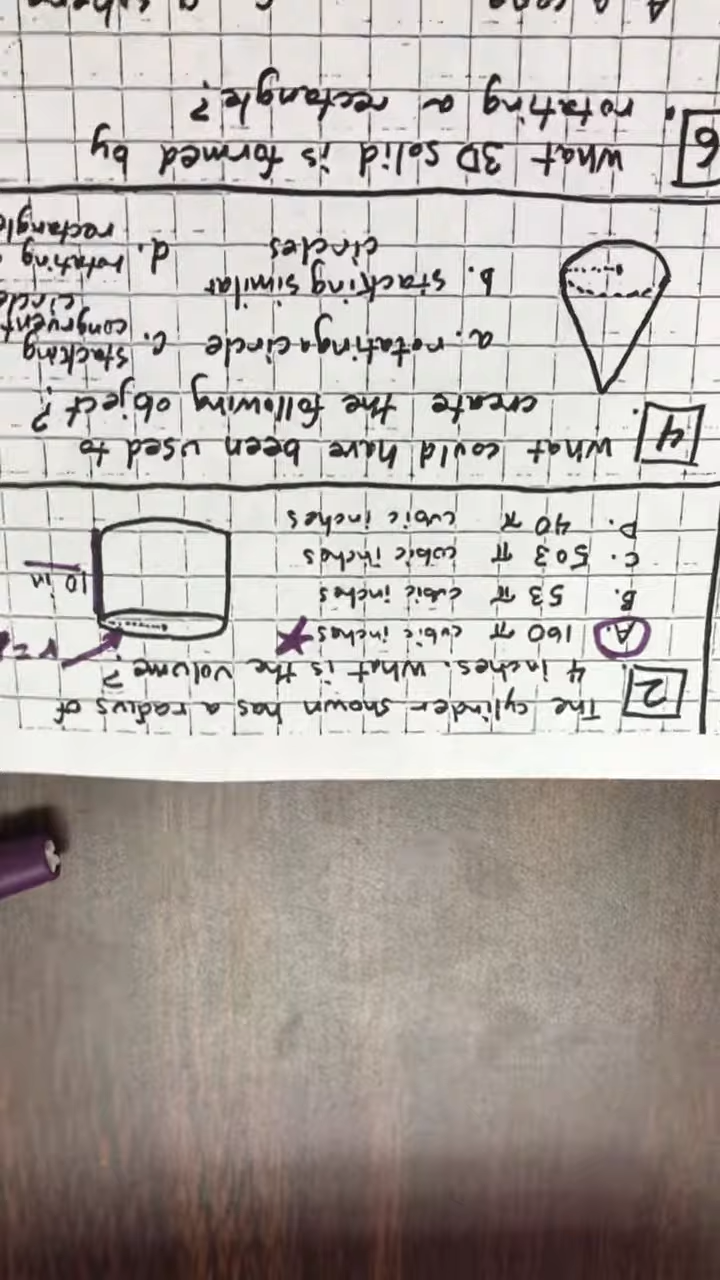 2. The cylinder shown has a radius of
4 inches. What is the volume?
A. 160 π cubic inches
B. 53 π cubic inches
C. 503 π cubic inches
D. 40 π cubic inches
10 in
4. What could have been used to
create the following object?
a. rotating a circle
b. stacking similar
circles
c. stacking
congruent
circle
d. rotating
rectangle
6. What 3D solid is formed by
rotating a rectangle?